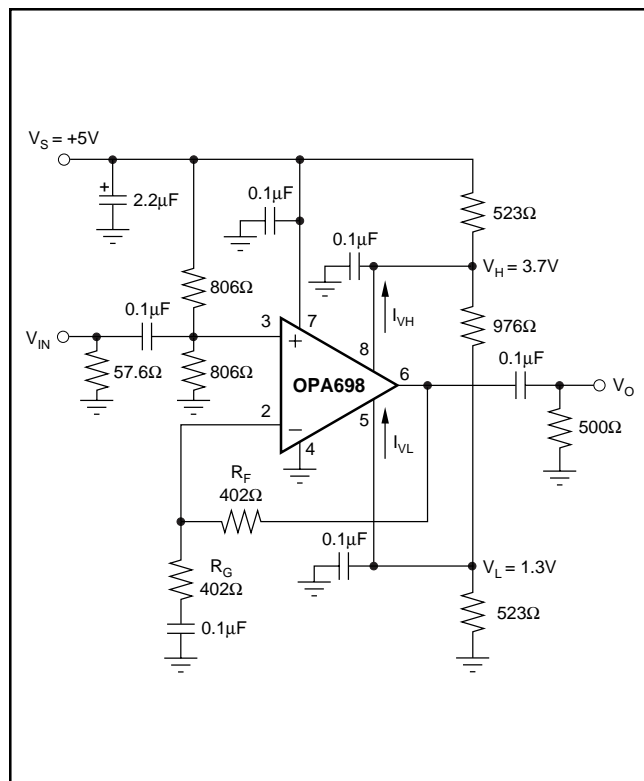 V_S = +5V
2.2µF
0.1µF
523Ω
0.1µF
V_H = 3.7V
806Ω
I_VH
976Ω
0.1µF
V_IN
3
7
8
+
57.6Ω
806Ω
OPA698
6
0.1µF
V_O
2
−
5
4
I_VL
500Ω
R_F
402Ω
0.1µF
V_L = 1.3V
R_G
402Ω
523Ω
0.1µF
+